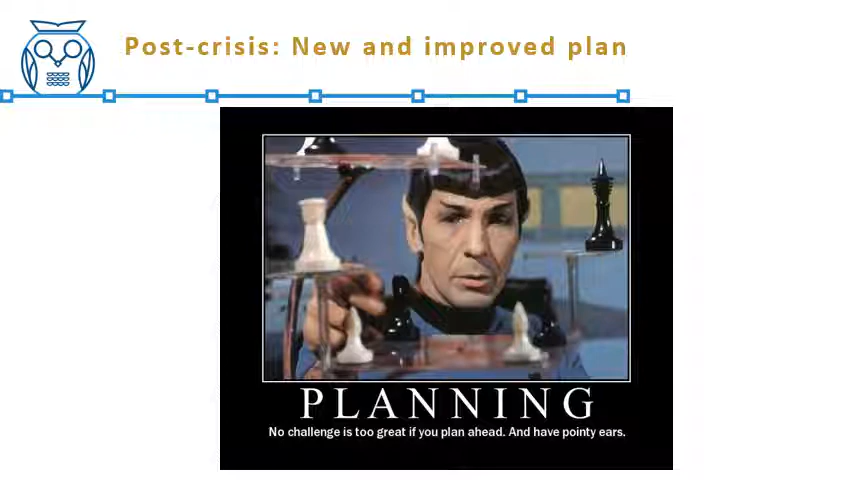 Post-crisis: New and improved plan
PLANNING
No challenge is too great if you plan ahead. And have pointy ears.